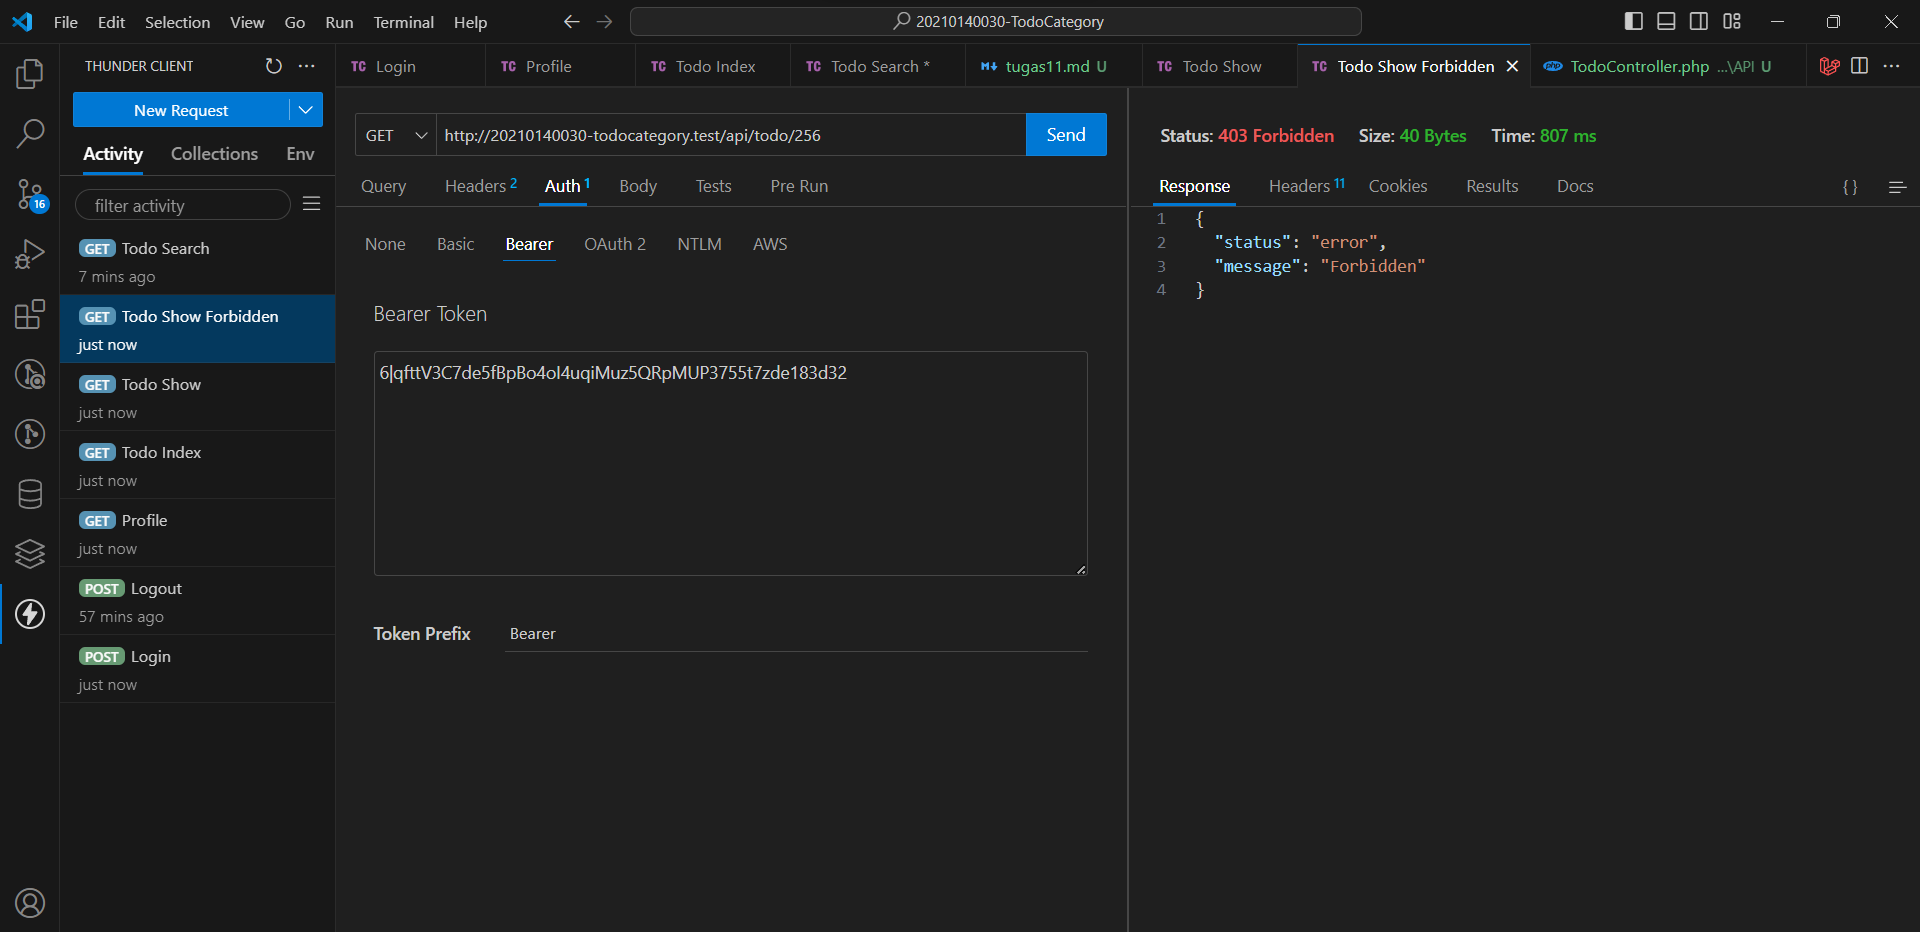 File Edit Selection View Go Run Terminal Help
20210140030-TodoCategory
THUNDER CLIENT
New Request
Activity Collections Env
filter activity
GET Todo Search
7 mins ago
GET Todo Show Forbidden
just now
GET Todo Show
just now
GET Todo Index
just now
GET Profile
just now
POST Logout
57 mins ago
POST Login
just now
16
TC Login
TC Profile
TC Todo Index
TC Todo Search *
M↓ tugas11.md U
TC Todo Show
TC Todo Show Forbidden
php TodoController.php ...\API U
GET http://20210140030-todocategory.test/api/todo/256 Send
Query Headers 2 Auth 1 Body Tests Pre Run
None Basic Bearer OAuth 2 NTLM AWS
Bearer Token
6|qfttV3C7de5fBpBo4oI4uqiMuz5QRpMUP3755t7zde183d32
Token Prefix Bearer
Status: 403 Forbidden Size: 40 Bytes Time: 807 ms
Response Headers 11 Cookies Results Docs {}
1 {
2 "status": "error",
3 "message": "Forbidden"
4 }